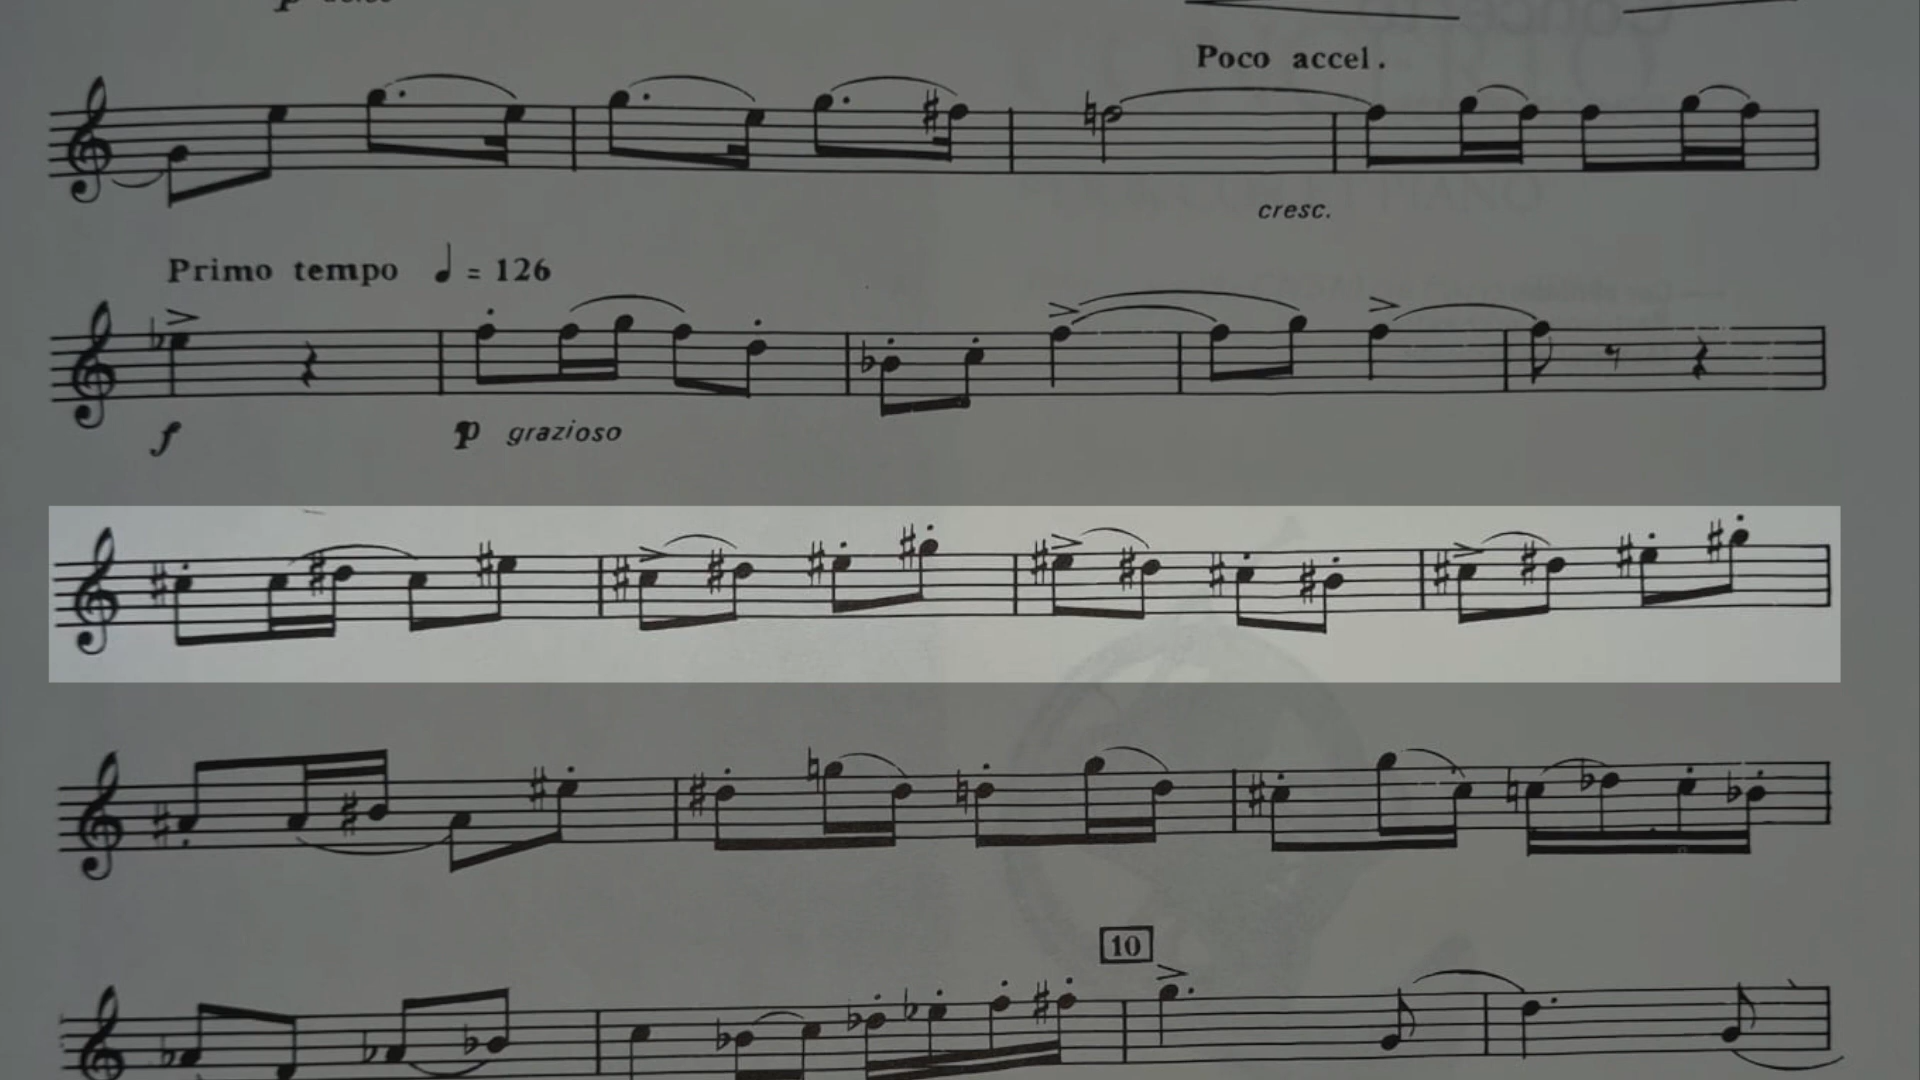 Poco accel.
cresc.
Primo tempo ♩ = 126
f
p grazioso
10